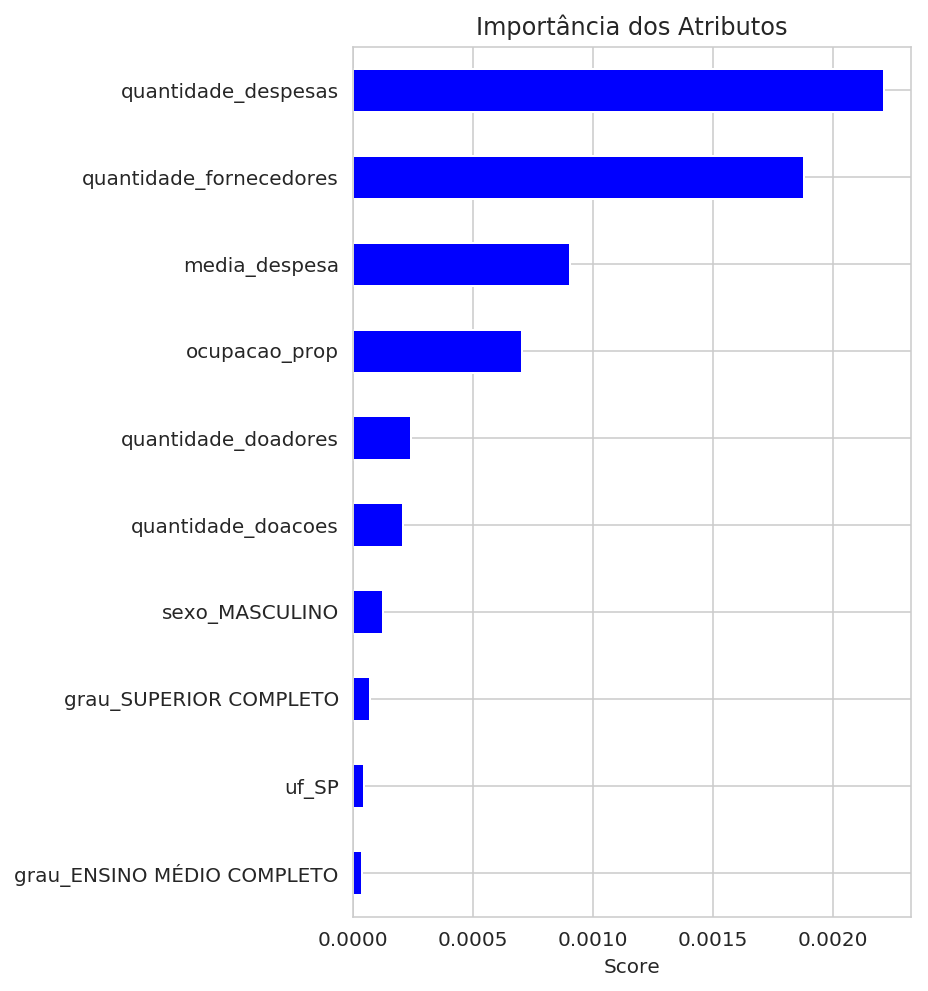 Importância dos Atributos
quantidade_despesas
quantidade_fornecedores
media_despesa
ocupacao_prop
quantidade_doadores
quantidade_doacoes
sexo_MASCULINO
grau_SUPERIOR COMPLETO
uf_SP
grau_ENSINO MÉDIO COMPLETO
0.0000 0.0005 0.0010 0.0015 0.0020
Score